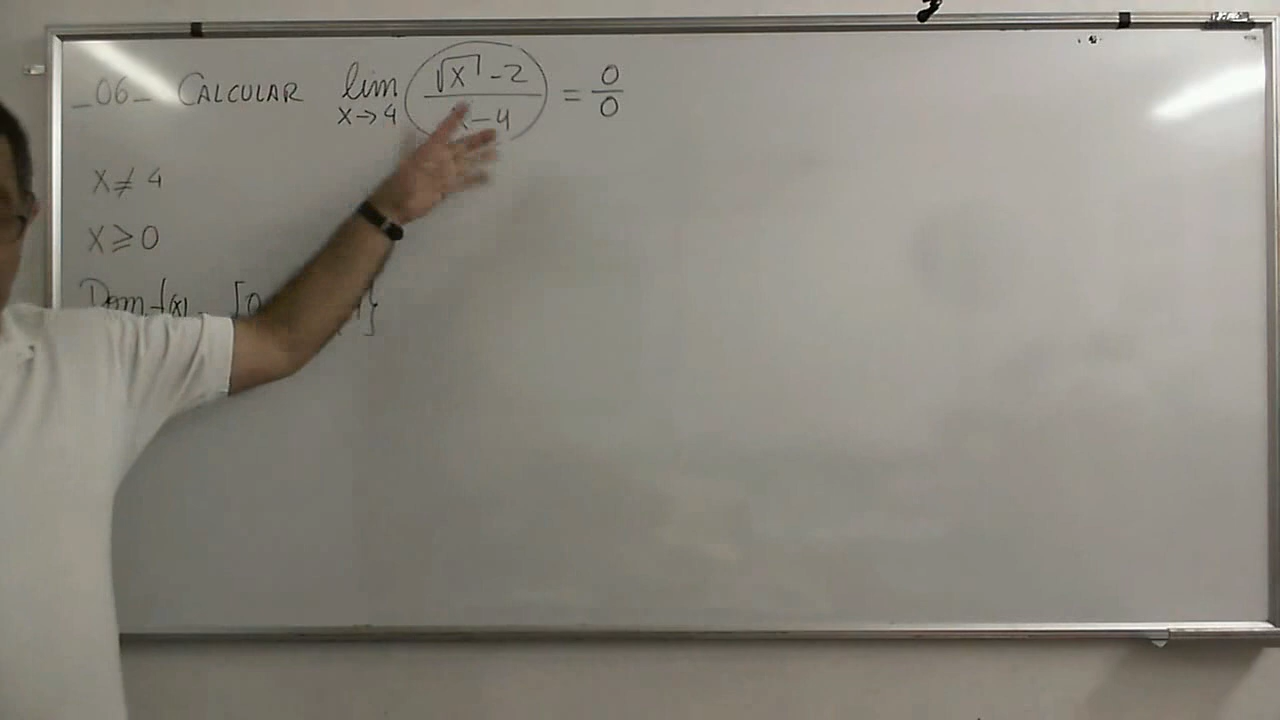 _06_ CALCULAR lim x→4 (√x - 2)/(x - 4) = 0/0
x ≠ 4
x ≥ 0
Dom f(x) = [0